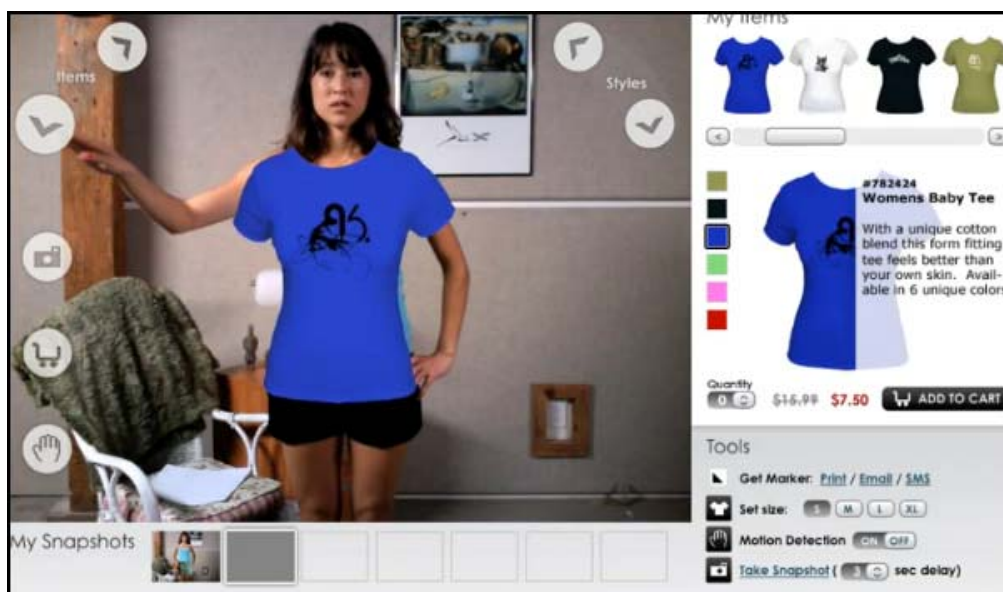 Items
Styles
My Snapshots
My Items
#782424
Womens Baby Tee
With a unique cotton
blend this form fitting
tee feels better than
your own skin. Avail-
able in 6 unique colors
Quantity
0
$15.99 $7.50 ADD TO CART
Tools
Get Marker: Print / Email / SMS
Set size: S M L XL
Motion Detection ON OFF
Take Snapshot ( 3 sec delay)